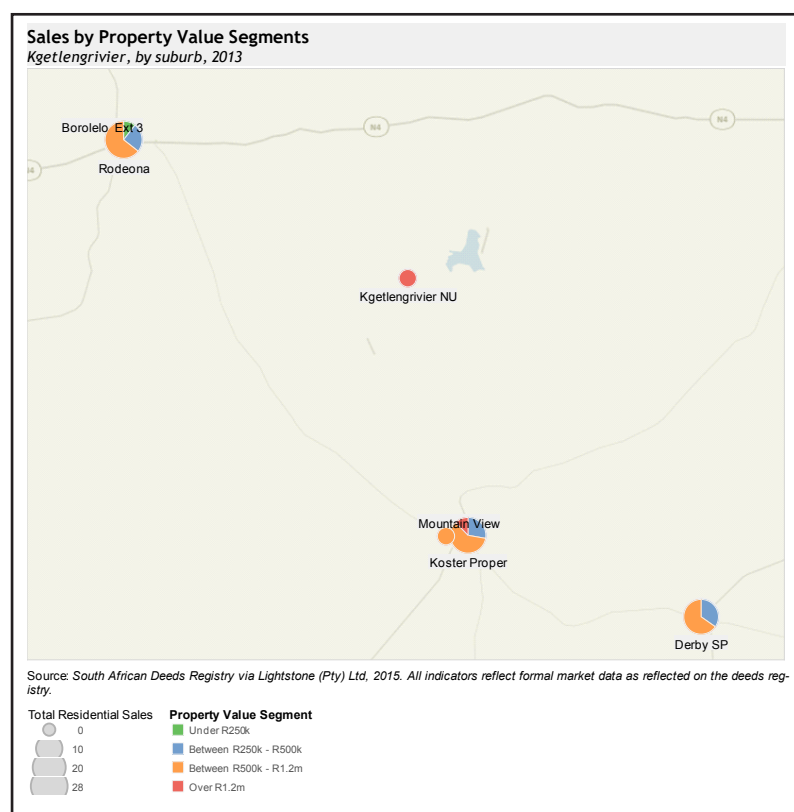 Sales by Property Value Segments
Kgetlengrivier, by suburb, 2013
N4
N4
Borolelo Ext 3
Rodeona
N4
Kgetlengrivier NU
Mountain View
Koster Proper
Derby SP
Source: South African Deeds Registry via Lightstone (Pty) Ltd, 2015. All indicators reflect formal market data as reflected on the deeds reg-
istry.
Total Residential Sales
0
10
20
28
Property Value Segment
Under R250k
Between R250k - R500k
Between R500k - R1.2m
Over R1.2m